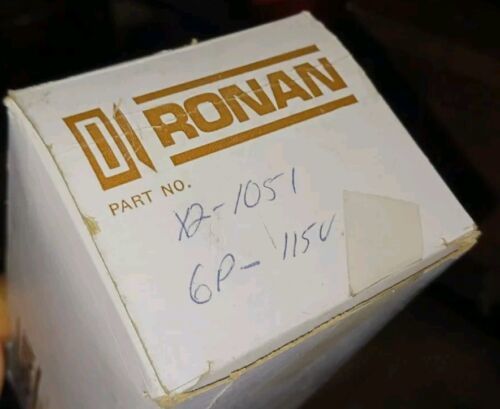 RONAN
PART NO.
X2-1051
6P-115V